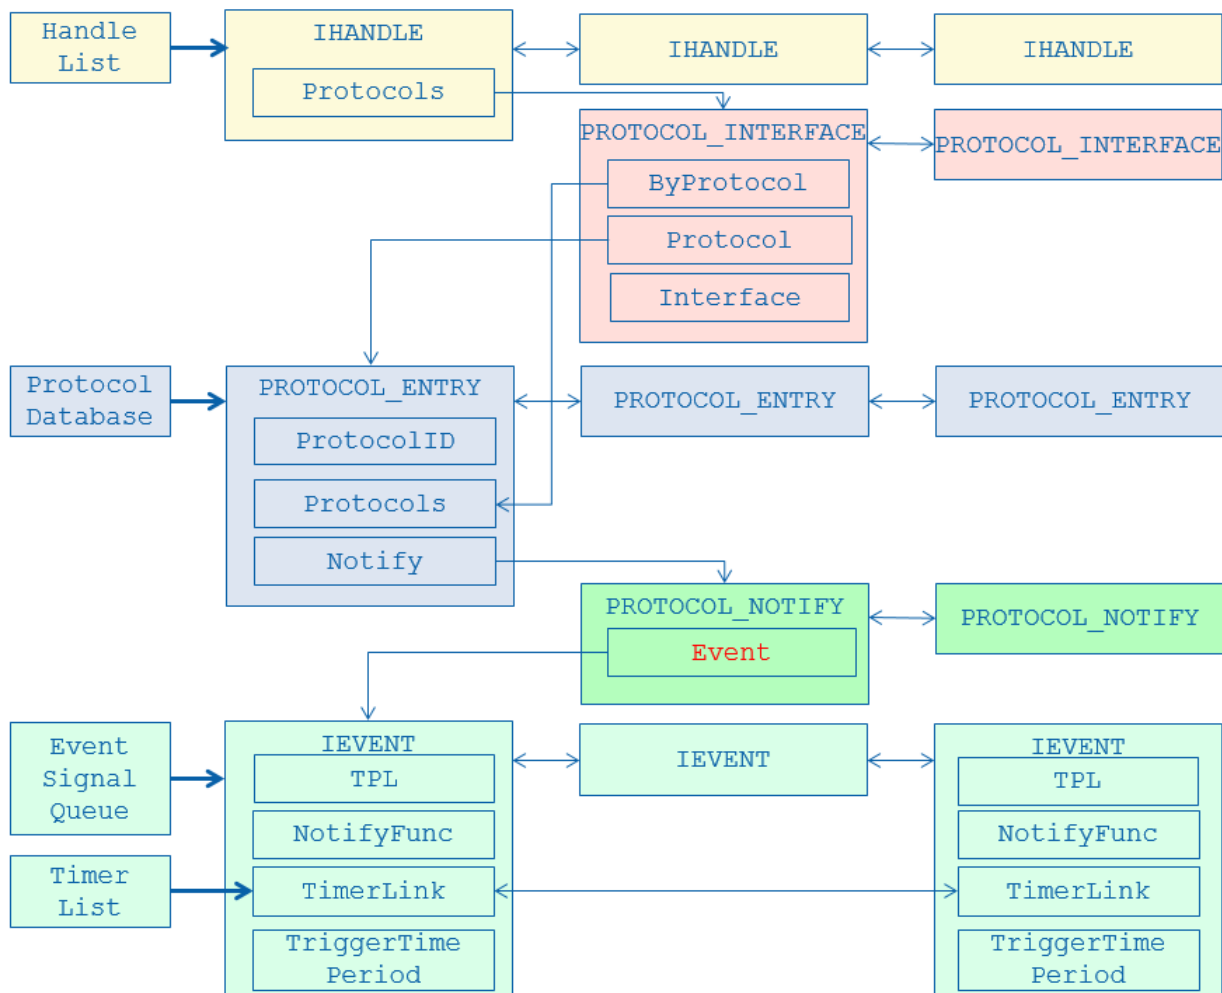 Handle
List
IHANDLE
Protocols
IHANDLE
IHANDLE
PROTOCOL_INTERFACE
ByProtocol
Protocol
Interface
PROTOCOL_INTERFACE
Protocol
Database
PROTOCOL_ENTRY
ProtocolID
Protocols
Notify
PROTOCOL_ENTRY
PROTOCOL_ENTRY
PROTOCOL_NOTIFY
Event
PROTOCOL_NOTIFY
Event
Signal
Queue
Timer
List
IEVENT
TPL
NotifyFunc
TimerLink
TriggerTime
Period
IEVENT
IEVENT
TPL
NotifyFunc
TimerLink
TriggerTime
Period